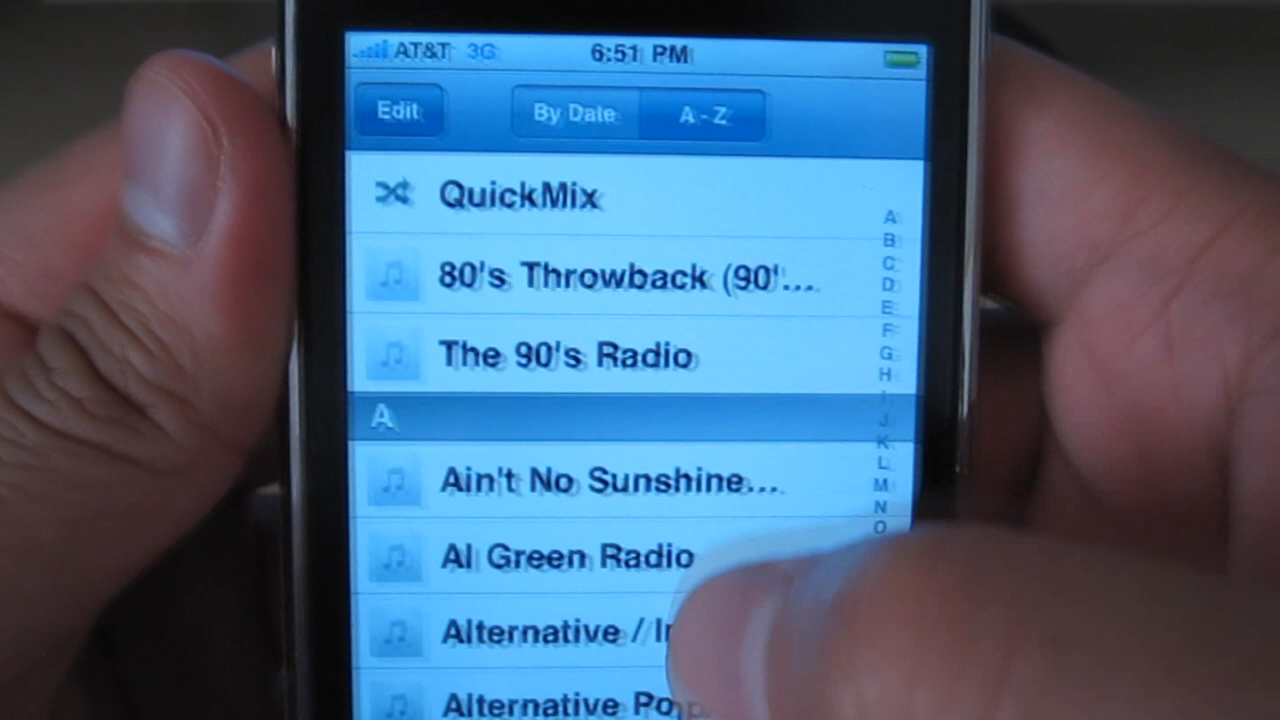 AT&T 3G 6:51 PM
Edit By Date A - Z
QuickMix
80's Throwback (90'...
The 90's Radio
A
Ain't No Sunshine...
Al Green Radio
Alternative /
Alternative
A
B
C
D
E
F
G
H
I
J
K
L
M
N
O